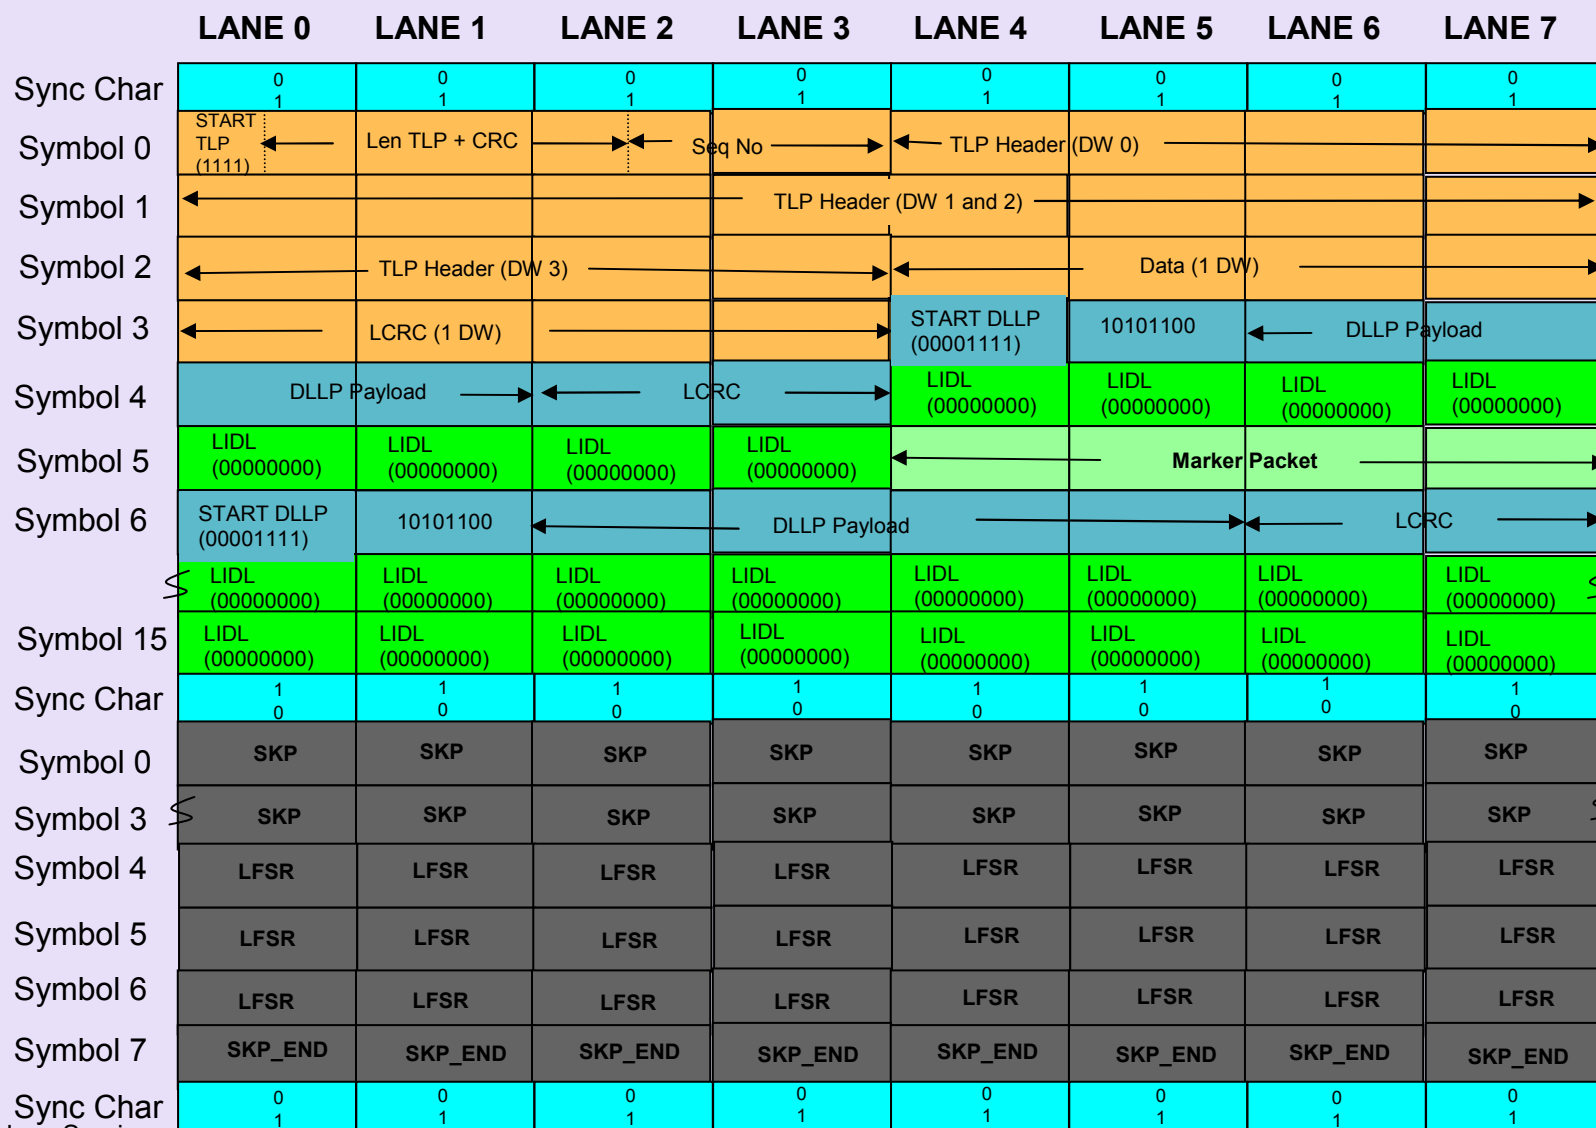 LANE 0 LANE 1 LANE 2 LANE 3 LANE 4 LANE 5 LANE 6 LANE 7
Sync Char 0 0 0 0 0 0 0 0
1 1 1 1 1 1 1 1
Symbol 0 START TLP (1111) Len TLP + CRC Seq No TLP Header (DW 0)
Symbol 1 TLP Header (DW 1 and 2)
Symbol 2 TLP Header (DW 3) Data (1 DW)
Symbol 3 LCRC (1 DW) START DLLP (00001111) 10101100 DLLP Payload
Symbol 4 DLLP Payload LCRC LIDL (00000000) LIDL (00000000) LIDL (00000000) LIDL (00000000)
Symbol 5 LIDL (00000000) LIDL (00000000) LIDL (00000000) LIDL (00000000) Marker Packet
Symbol 6 START DLLP (00001111) 10101100 DLLP Payload LCRC
LIDL (00000000) LIDL (00000000) LIDL (00000000) LIDL (00000000) LIDL (00000000) LIDL (00000000) LIDL (00000000) LIDL (00000000)
Symbol 15 LIDL (00000000) LIDL (00000000) LIDL (00000000) LIDL (00000000) LIDL (00000000) LIDL (00000000) LIDL (00000000) LIDL (00000000)
Sync Char 1 1 1 1 1 1 1 1
0 0 0 0 0 0 0 0
Symbol 0 SKP SKP SKP SKP SKP SKP SKP SKP
Symbol 3 SKP SKP SKP SKP SKP SKP SKP SKP
Symbol 4 LFSR LFSR LFSR LFSR LFSR LFSR LFSR LFSR
Symbol 5 LFSR LFSR LFSR LFSR LFSR LFSR LFSR LFSR
Symbol 6 LFSR LFSR LFSR LFSR LFSR LFSR LFSR LFSR
Symbol 7 SKP_END SKP_END SKP_END SKP_END SKP_END SKP_END SKP_END SKP_END
Sync Char 0 0 0 0 0 0 0 0
1 1 1 1 1 1 1 1